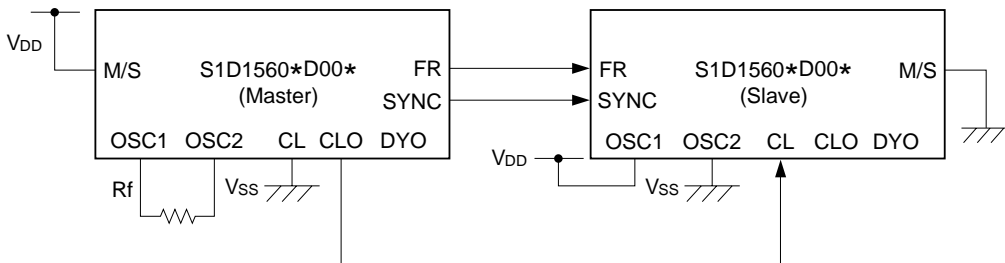 VDD
M/S
S1D1560*D00*
(Master)
FR
SYNC
OSC1
OSC2
CL
CLO
DYO
Rf
VSS
FR
SYNC
S1D1560*D00*
(Slave)
M/S
OSC1
OSC2
CL
CLO
DYO
VDD
VSS